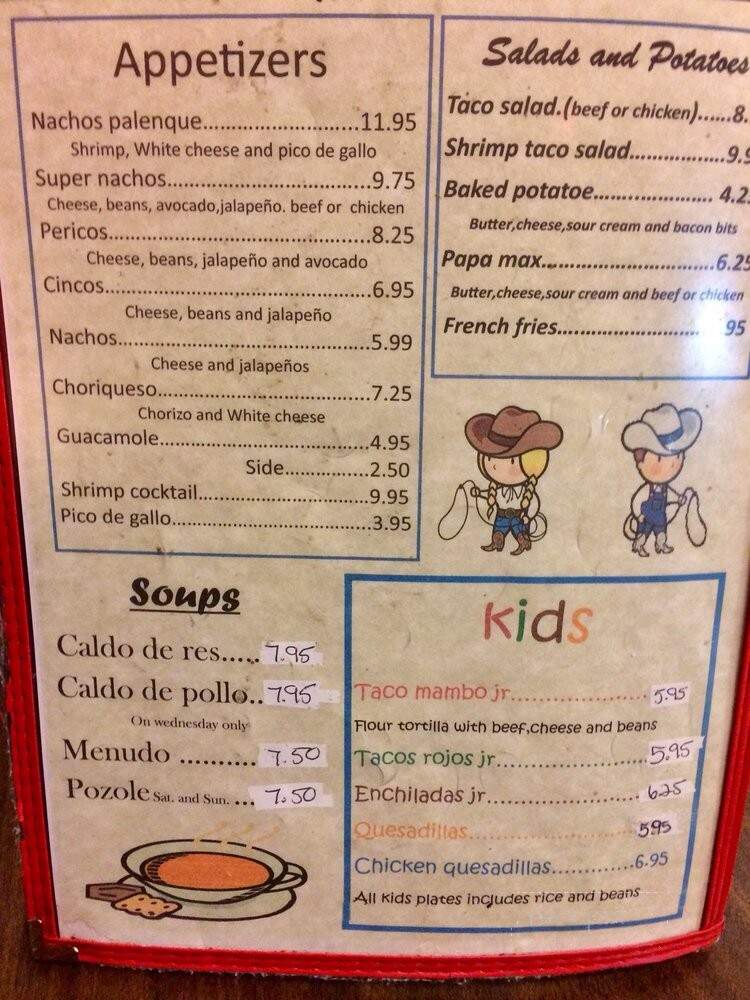 Appetizers
Nachos palenque..............................11.95
Shrimp, White cheese and pico de gallo
Super nachos.......................................9.75
Cheese, beans, avocado,jalapeño. beef or chicken
Pericos..................................................8.25
Cheese, beans, jalapeño and avocado
Cincos...................................................6.95
Cheese, beans and jalapeño
Nachos................................................5.99
Cheese and jalapeños
Choriqueso.........................................7.25
Chorizo and White cheese
Guacamole........................................4.95
Side................2.50
Shrimp cocktail.................................9.95
Pico de gallo......................................3.95
Salads and Potatoes
Taco salad.(beef or chicken)......8.
Shrimp taco salad.................9.9
Baked potatoe...................... 4.2
Butter,cheese,sour cream and bacon bits
Papa max..............................6.25
Butter,cheese,sour cream and beef or chicken
French fries......................... 95
Soups
Caldo de res..... 7.95
Caldo de pollo.. 7.95
On wednesday only
Menudo .......... 7.50
Pozole Sat. and Sun. ... 7.50
Kids
Taco mambo jr...................... 5.95
Flour tortilla with beef,cheese and beans
Tacos rojos jr........................5.95
Enchiladas jr......................... 6.25
Quesadillas........................... 5.95
Chicken quesadillas.............6.95
All kids plates includes rice and beans